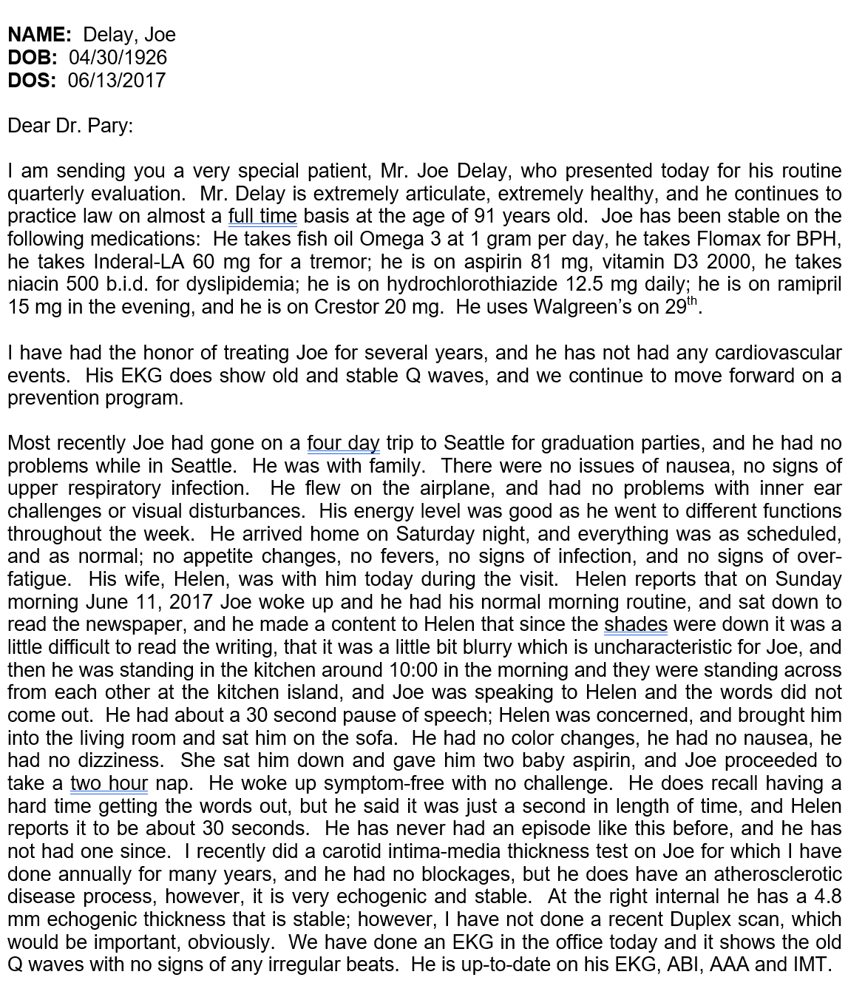 NAME:  Delay, Joe
DOB:  04/30/1926
DOS:  06/13/2017
Dear Dr. Pary:
I am sending you a very special patient, Mr. Joe Delay, who presented today for his routine
quarterly evaluation.  Mr. Delay is extremely articulate, extremely healthy, and he continues to
practice law on almost a full time basis at the age of 91 years old.  Joe has been stable on the
following medications:  He takes fish oil Omega 3 at 1 gram per day, he takes Flomax for BPH,
he takes Inderal-LA 60 mg for a tremor; he is on aspirin 81 mg, vitamin D3 2000, he takes
niacin 500 b.i.d. for dyslipidemia; he is on hydrochlorothiazide 12.5 mg daily; he is on ramipril
15 mg in the evening, and he is on Crestor 20 mg.  He uses Walgreen’s on 29th.
I have had the honor of treating Joe for several years, and he has not had any cardiovascular
events.  His EKG does show old and stable Q waves, and we continue to move forward on a
prevention program.
Most recently Joe had gone on a four day trip to Seattle for graduation parties, and he had no
problems while in Seattle.  He was with family.  There were no issues of nausea, no signs of
upper respiratory infection.  He flew on the airplane, and had no problems with inner ear
challenges or visual disturbances.  His energy level was good as he went to different functions
throughout the week.  He arrived home on Saturday night, and everything was as scheduled,
and as normal; no appetite changes, no fevers, no signs of infection, and no signs of over-
fatigue.  His wife, Helen, was with him today during the visit.  Helen reports that on Sunday
morning June 11, 2017 Joe woke up and he had his normal morning routine, and sat down to
read the newspaper, and he made a content to Helen that since the shades were down it was a
little difficult to read the writing, that it was a little bit blurry which is uncharacteristic for Joe, and
then he was standing in the kitchen around 10:00 in the morning and they were standing across
from each other at the kitchen island, and Joe was speaking to Helen and the words did not
come out.  He had about a 30 second pause of speech; Helen was concerned, and brought him
into the living room and sat him on the sofa.  He had no color changes, he had no nausea, he
had no dizziness.  She sat him down and gave him two baby aspirin, and Joe proceeded to
take a two hour nap.  He woke up symptom-free with no challenge.  He does recall having a
hard time getting the words out, but he said it was just a second in length of time, and Helen
reports it to be about 30 seconds.  He has never had an episode like this before, and he has
not had one since.  I recently did a carotid intima-media thickness test on Joe for which I have
done annually for many years, and he had no blockages, but he does have an atherosclerotic
disease process, however, it is very echogenic and stable.  At the right internal he has a 4.8
mm echogenic thickness that is stable; however, I have not done a recent Duplex scan, which
would be important, obviously.  We have done an EKG in the office today and it shows the old
Q waves with no signs of any irregular beats.  He is up-to-date on his EKG, ABI, AAA and IMT.